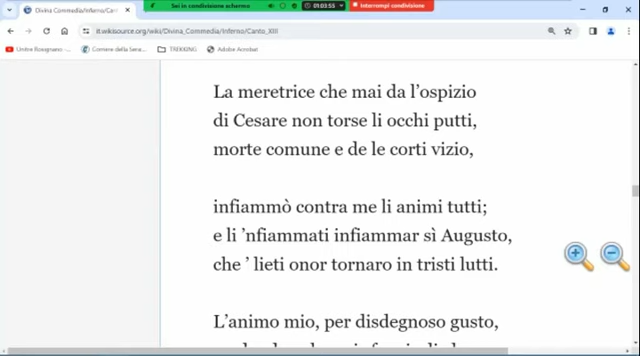 Sei in condivisione schermo
01:03:55
Interrompi condivisione
Divina Commedia/Inferno/Can
it.wikisource.org/wiki/Divina_Commedia/Inferno/Canto_XIII
Unitre Rosignano -...
Corriere della Sera...
TREKKING
Adobe Acrobat
La meretrice che mai da l’ospizio
di Cesare non torse li occhi putti,
morte comune e de le corti vizio,
infiammò contra me li animi tutti;
e li ’nfiammati infiammar sì Augusto,
che ’ lieti onor tornaro in tristi lutti.
L’animo mio, per disdegnoso gusto,